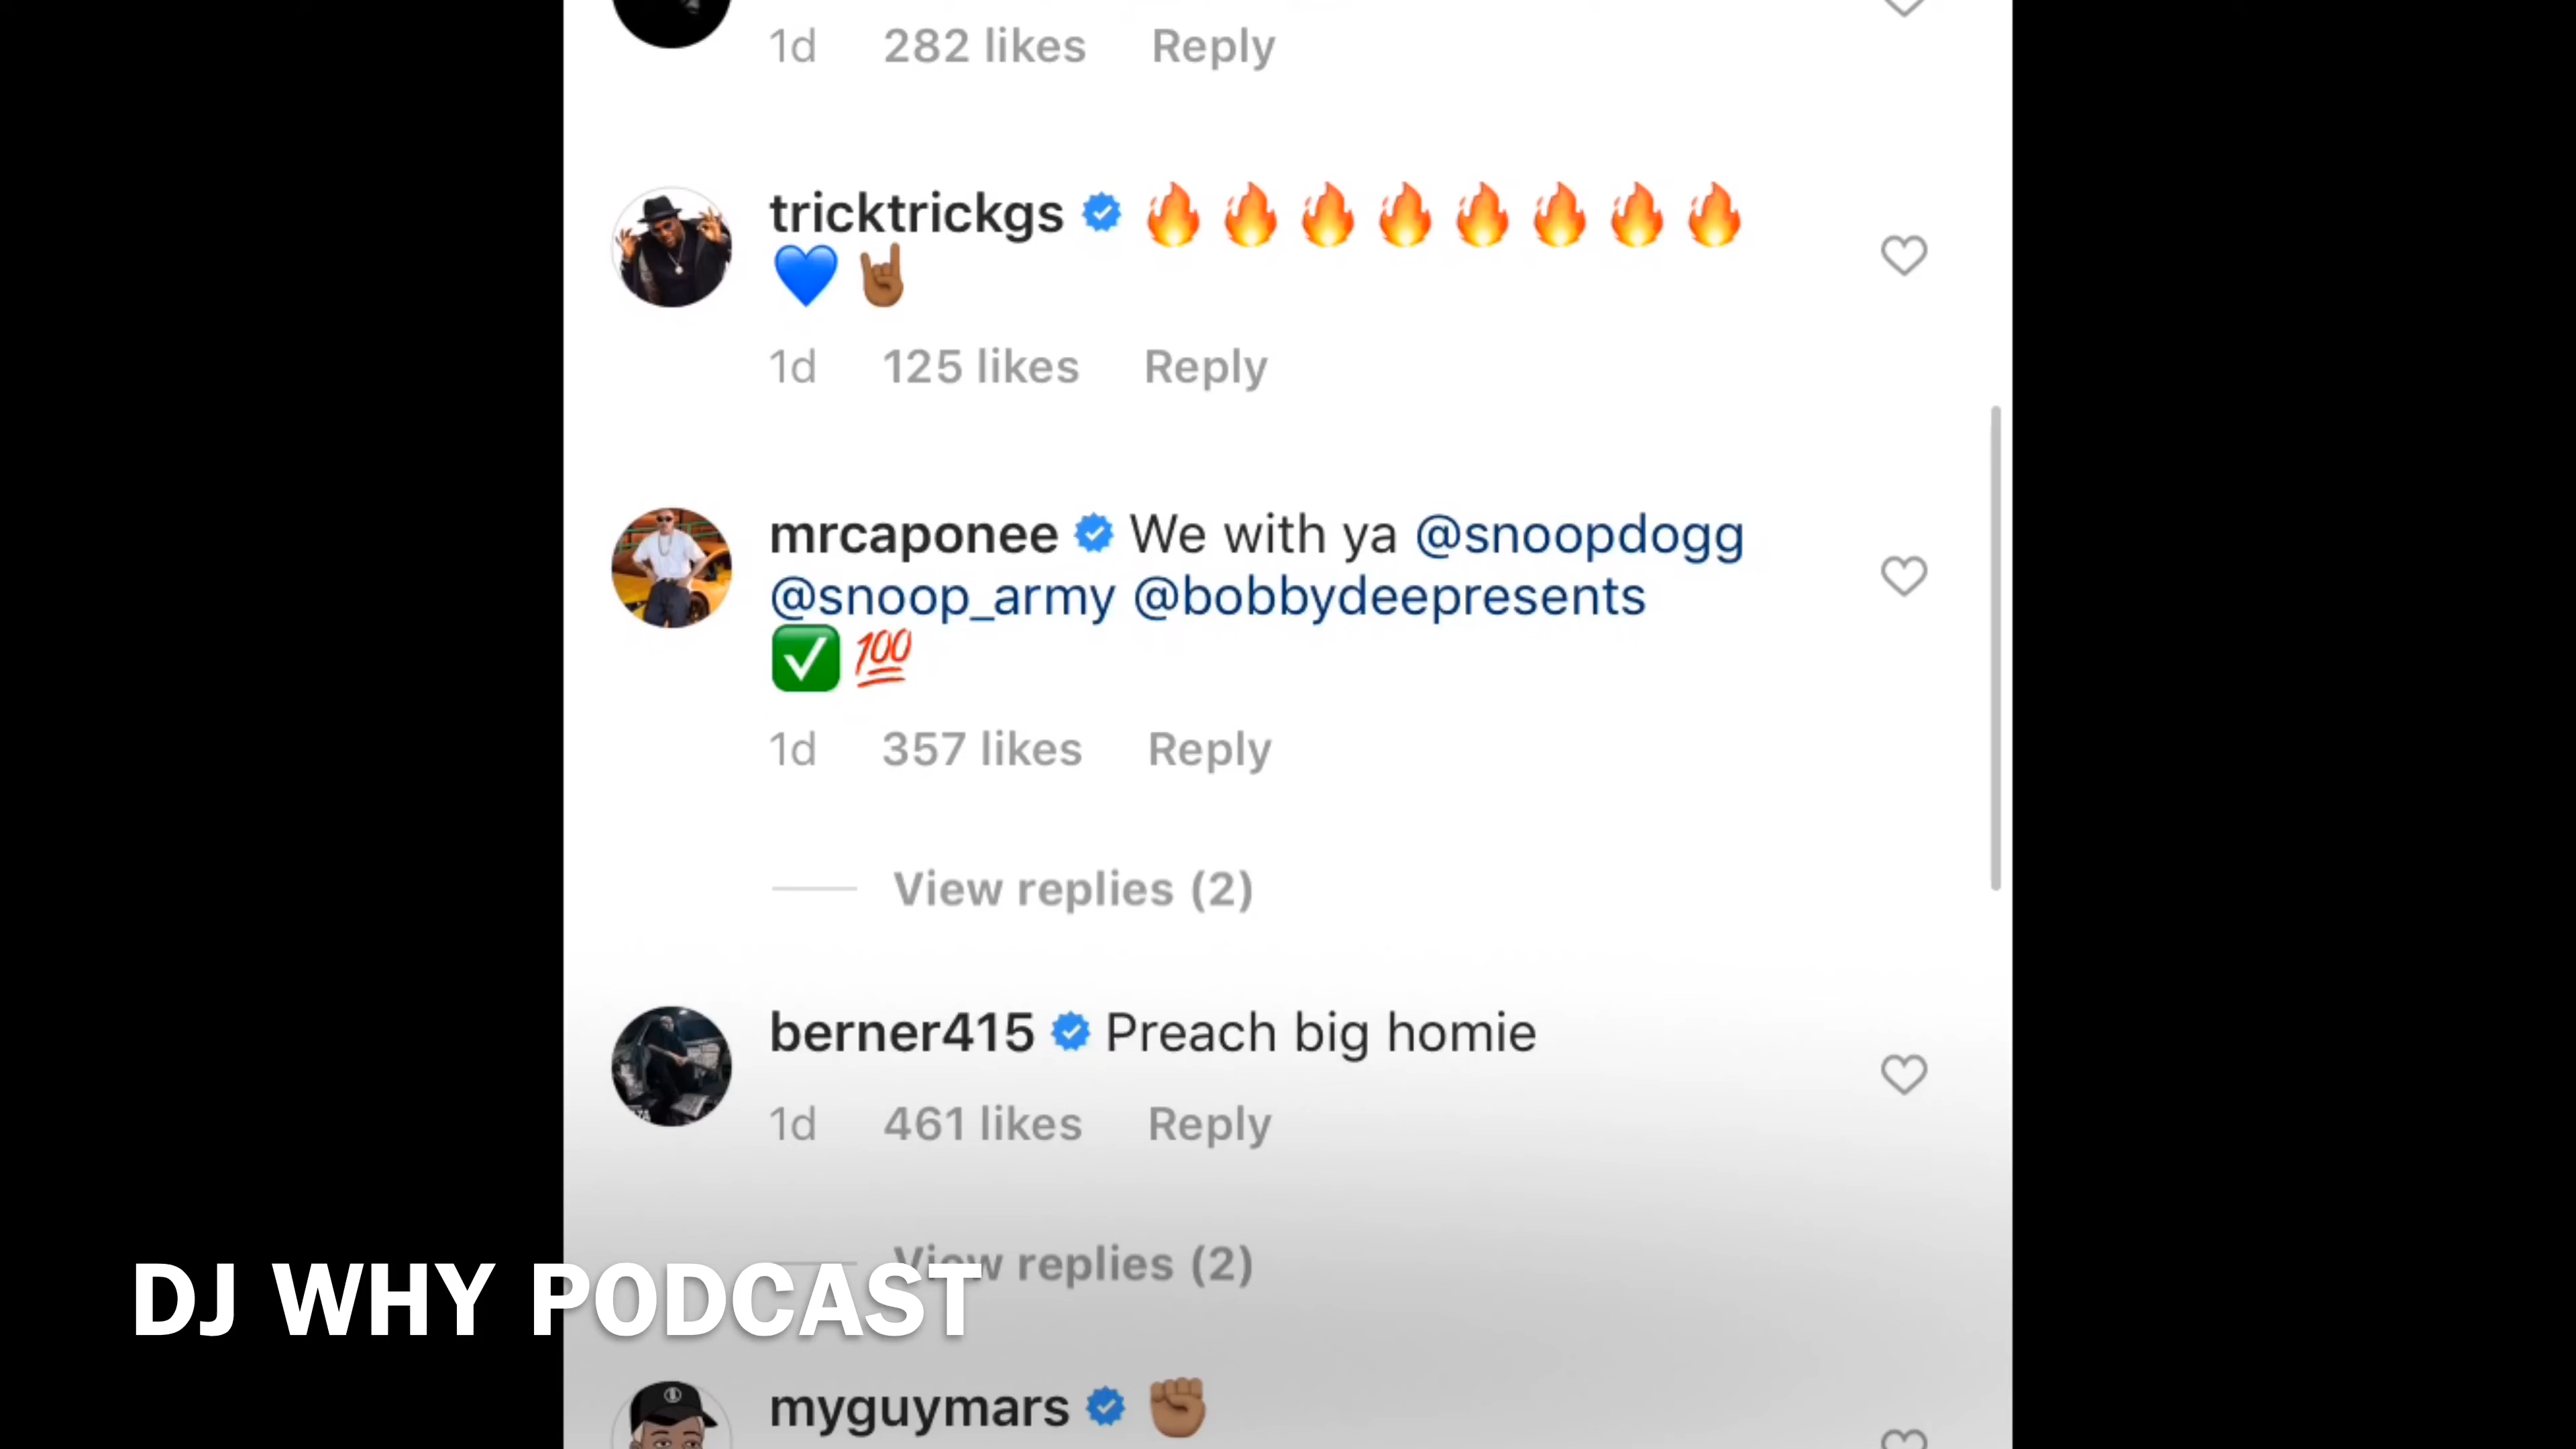 1d 282 likes Reply
tricktrickgs 🔥🔥🔥🔥🔥🔥🔥🔥
💙🤘🏾
1d 125 likes Reply
mrcaponee We with ya @snoopdogg
@snoop_army @bobbydeepresents
✅💯
1d 357 likes Reply
View replies (2)
berner415 Preach big homie
1d 461 likes Reply
View replies (2)
DJ WHY PODCAST
myguymars ✊🏽